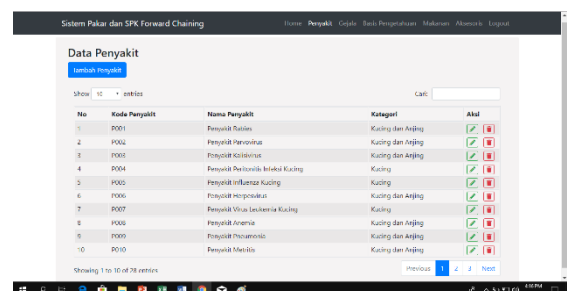 Sistem Pakar dan SPK Forward Chaining Home Penyakit Gejala Basis Pengetahuan Makanan Aksesoris Logout
Data Penyakit
Tambah Penyakit
Show 10 entries Cari:
No Kode Penyakit Nama Penyakit Kategori Aksi
1 P001 Penyakit Rabies Kucing dan Anjing
2 P002 Penyakit Parvovirus Kucing dan Anjing
3 P003 Penyakit Kalisivirus Kucing dan Anjing
4 P004 Penyakit Peritonitis Infeksi Kucing Kucing
5 P005 Penyakit Influenza Kucing Kucing
6 P006 Penyakit Herpesvirus Kucing dan Anjing
7 P007 Penyakit Virus Leukemia Kucing Kucing
8 P008 Penyakit Anemia Kucing dan Anjing
9 P009 Penyakit Pneumonia Kucing dan Anjing
10 P010 Penyakit Metritis Kucing dan Anjing
Showing 1 to 10 of 28 entries Previous 1 2 3 Next
4:06 PM